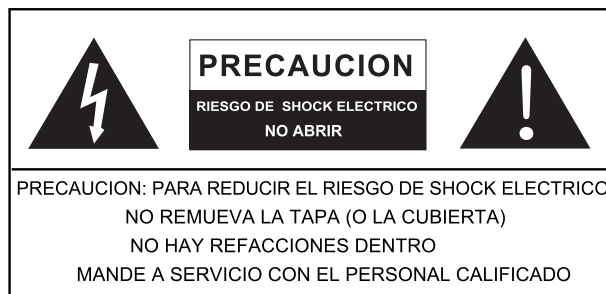 PRECAUCION
RIESGO DE SHOCK ELECTRICO
NO ABRIR
PRECAUCION: PARA REDUCIR EL RIESGO DE SHOCK ELECTRICO
NO REMUEVA LA TAPA (O LA CUBIERTA)
NO HAY REFACCIONES DENTRO
MANDE A SERVICIO CON EL PERSONAL CALIFICADO